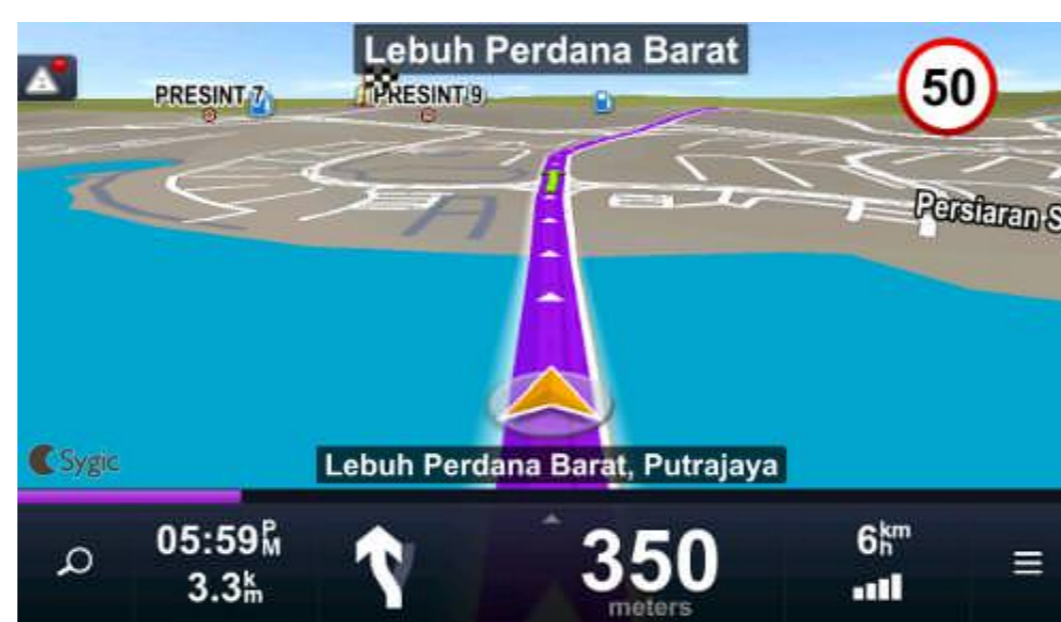 Lebuh Perdana Barat
50
PRESINT 7
PRESINT 9
Persiaran S
Sygic
Lebuh Perdana Barat, Putrajaya
05:59PM
3.3km
350
meters
6km/h